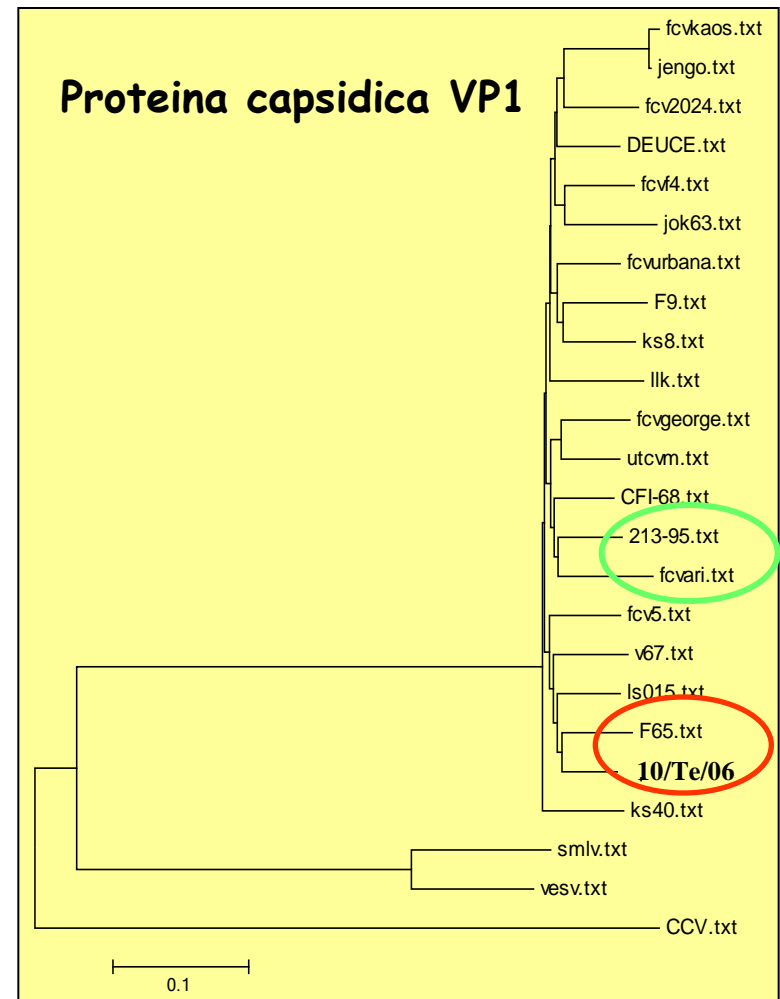 fcvkaos.txt
jengo.txt
Proteina capsidica VP1
fcv2024.txt
DEUCE.txt
fcvf4.txt
jok63.txt
fcvurbana.txt
F9.txt
ks8.txt
llk.txt
fcvgeorge.txt
utcvm.txt
CFI-68.txt
213-95.txt
fcvari.txt
fcv5.txt
v67.txt
ls015.txt
F65.txt
10/Te/06
ks40.txt
smlv.txt
vesv.txt
CCV.txt
0.1